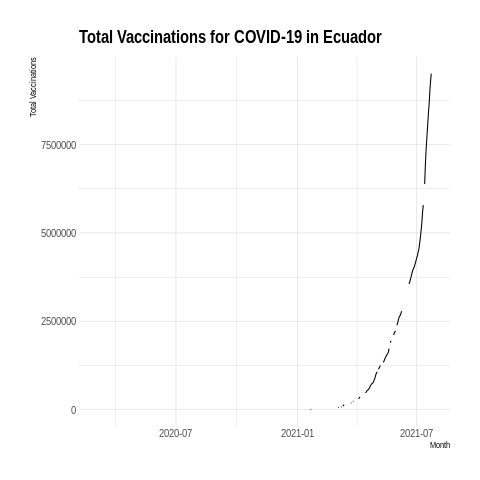 Total Vaccinations for COVID-19 in Ecuador
Total Vaccinations
7500000
5000000
2500000
0
2020-07
2021-01
2021-07
Month